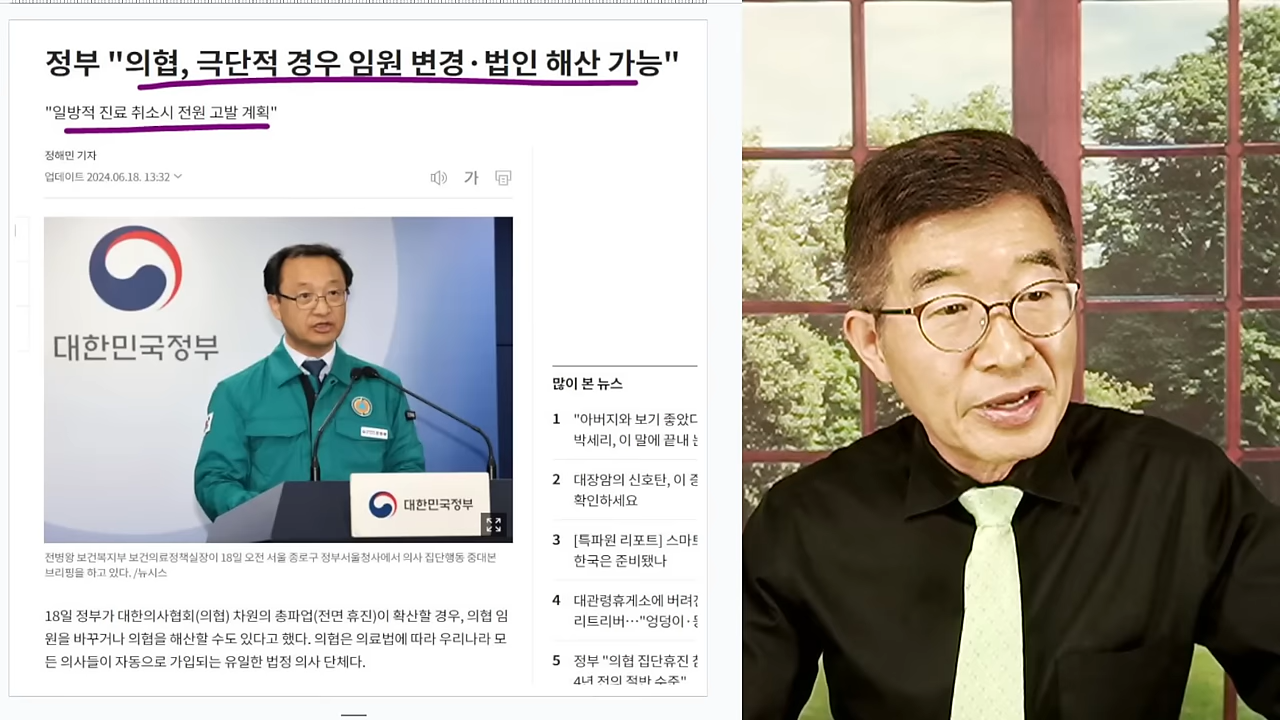 정부 "의협, 극단적 경우 임원 변경·법인 해산 가능"
"일방적 진료 취소시 전원 고발 계획"
정해민 기자
업데이트 2024.06.18. 13:32
가
대한민국정부
대한민국정부
전병왕 보건복지부 보건의료정책실장이 18일 오전 서울 종로구 정부서울청사에서 의사 집단행동 중대본
브리핑을 하고 있다. /뉴시스
18일 정부가 대한의사협회(의협) 차원의 총파업(전면 휴진)이 확산할 경우, 의협 임
원을 바꾸거나 의협을 해산할 수도 있다고 했다. 의협은 의료법에 따라 우리나라 모
든 의사들이 자동으로 가입되는 유일한 법정 의사 단체다.
많이 본 뉴스
1 "아버지와 보기 좋았다
박세리, 이 말에 끝내
2 대장암의 신호탄, 이
확인하세요
3 [특파원 리포트] 스마트
한국은 준비됐나
4 대관령휴게소에 버려진
리트리버…"엉덩이·
5 정부 "의협 집단휴진
4년 전의 절반 수준"